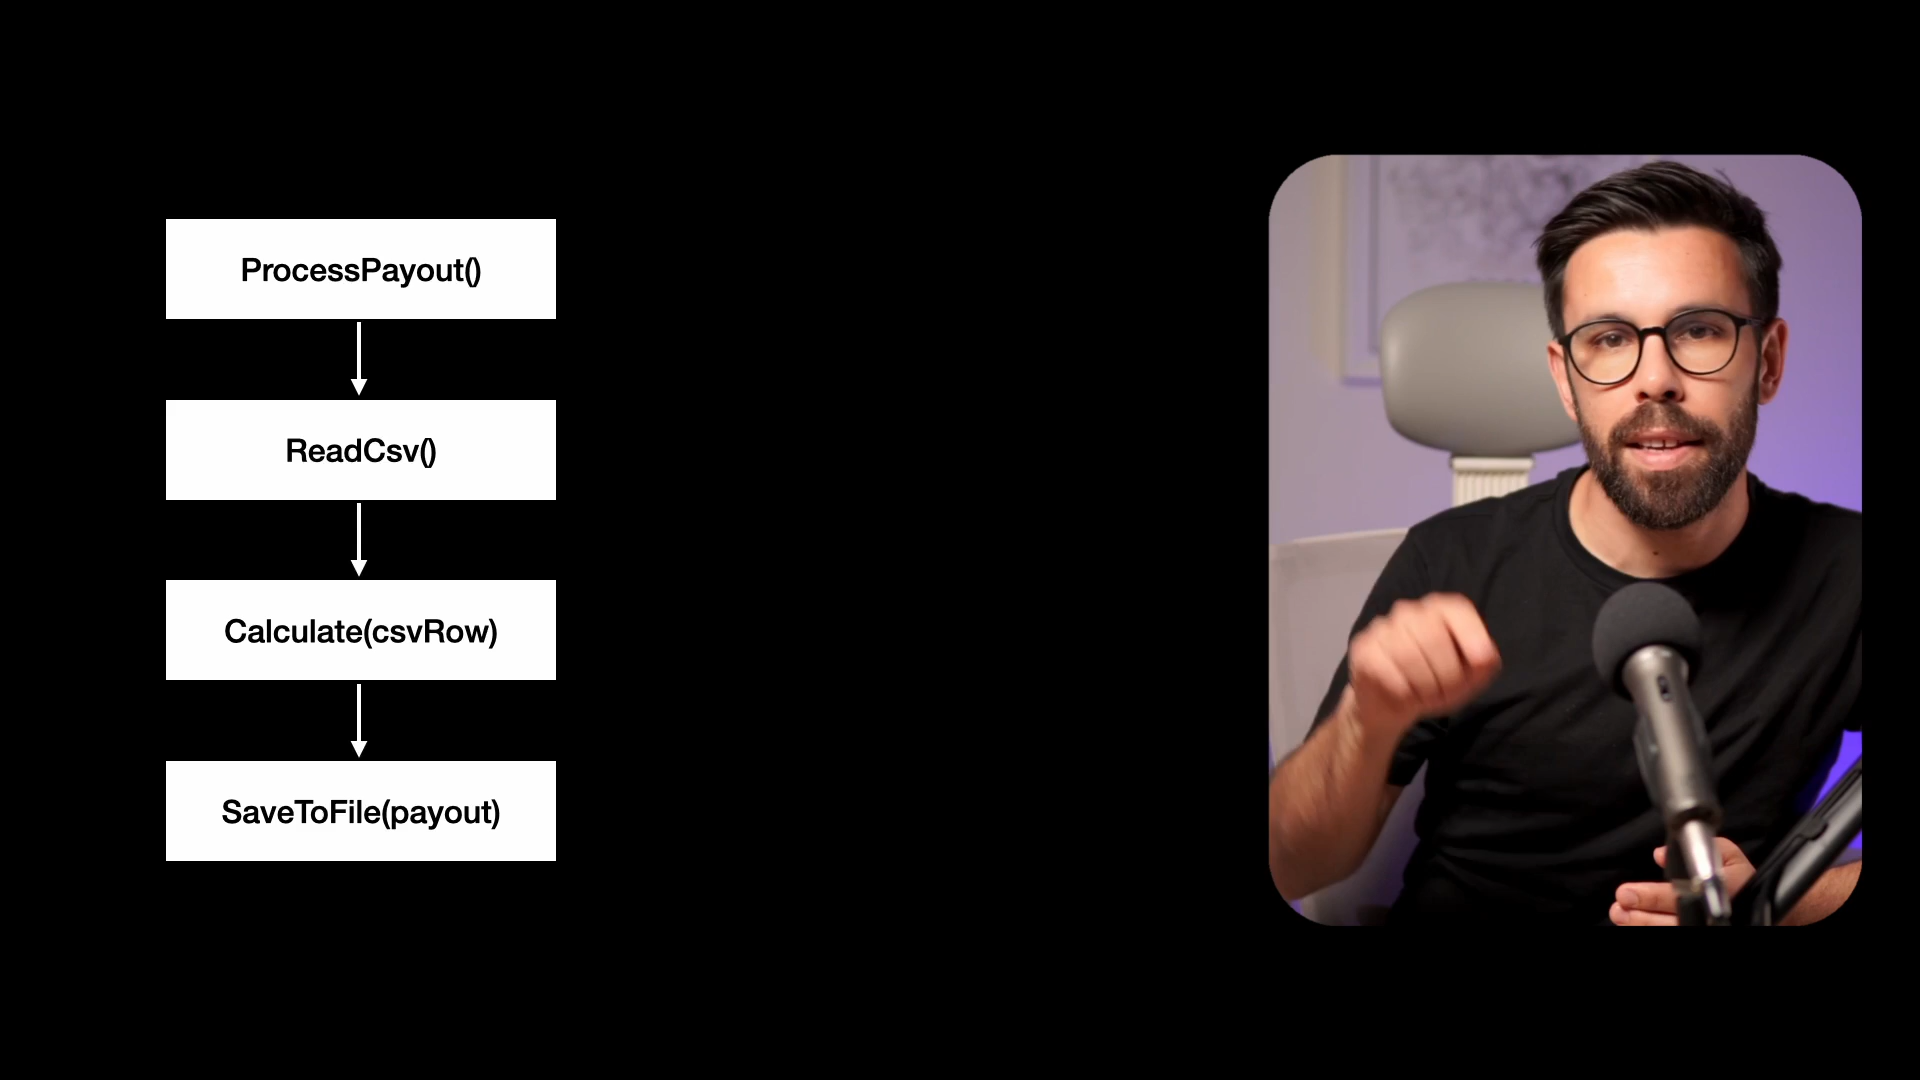 ProcessPayout()
ReadCsv()
Calculate(csvRow)
SaveToFile(payout)